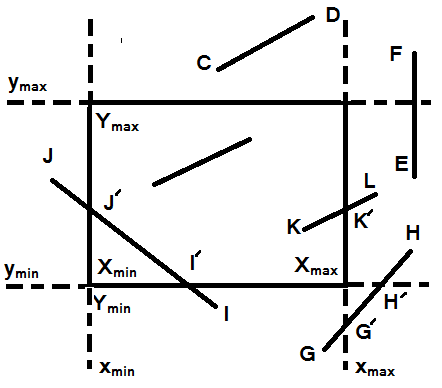 D
C
F
ymax
Ymax
J
E
L
J′
K
K′
H
I′
Xmin
Xmax
ymin
Ymin
H′
I
G′
G
xmin
xmax